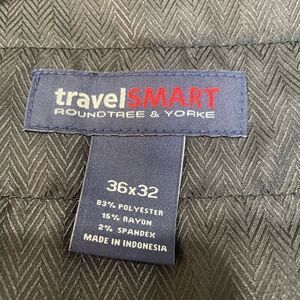 travelSMART
ROUNDTREE & YORKE
36x32
83% POLYESTER
15% RAYON
2% SPANDEX
MADE IN INDONESIA